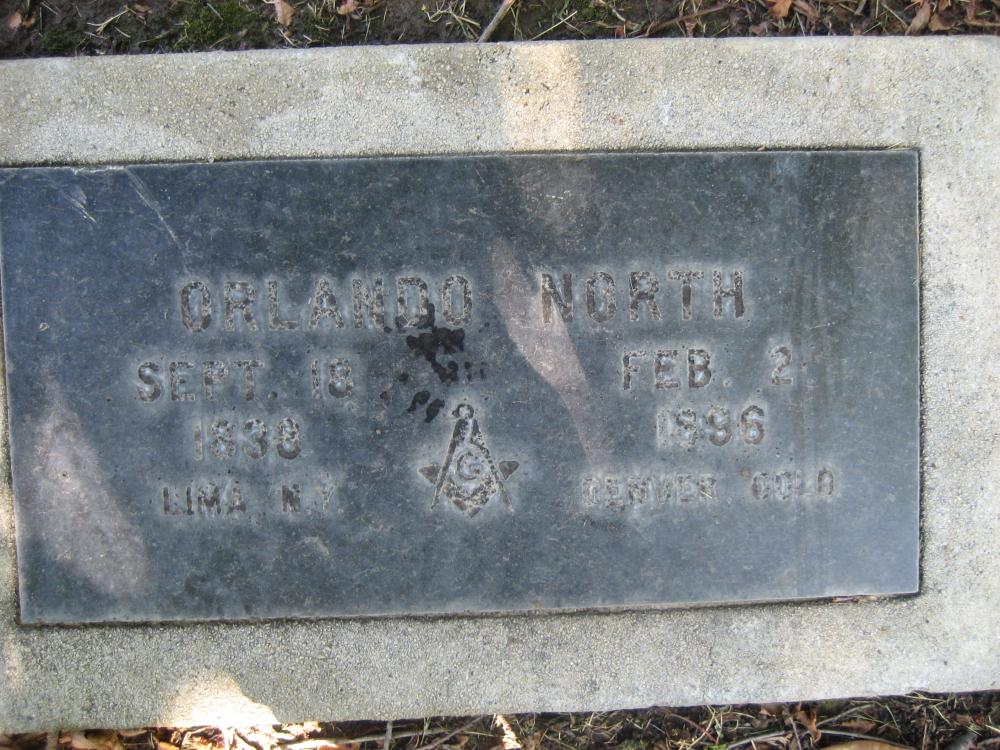 ORLANDO NORTH
SEPT. 18 FEB. 2
1838 1896
G
LIMA, N.Y. DENVER COLO